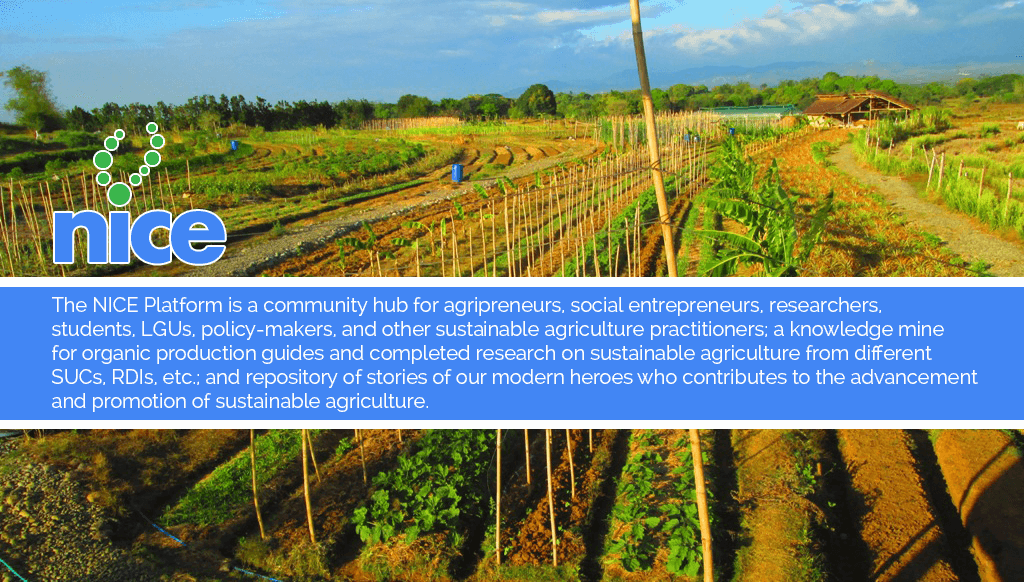 nice
The NICE Platform is a community hub for agripreneurs, social entrepreneurs, researchers,
students, LGUs, policy-makers, and other sustainable agriculture practitioners; a knowledge mine
for organic production guides and completed research on sustainable agriculture from different
SUCs, RDIs, etc.; and repository of stories of our modern heroes who contributes to the advancement
and promotion of sustainable agriculture.